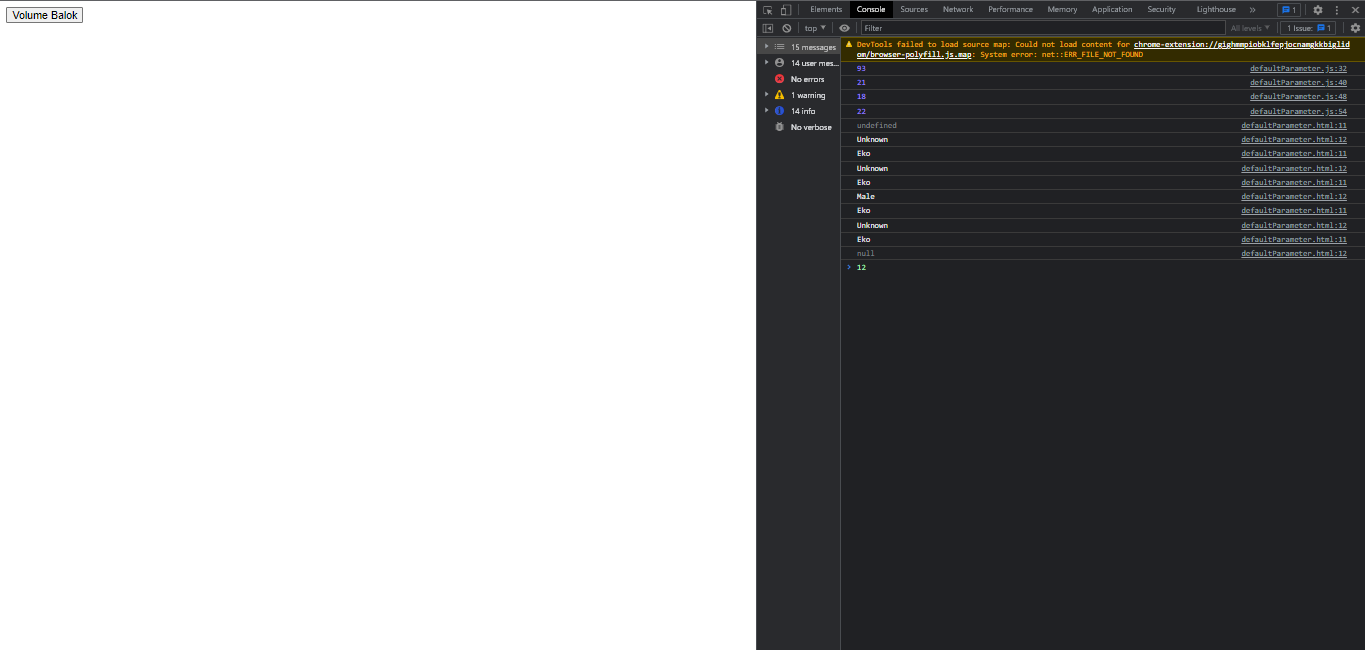 Volume Balok
Elements Console Sources Network Performance Memory Application Security Lighthouse » 1
top ▼ Filter All levels ▼ 1 Issue: 1
15 messages
14 user mes...
No errors
1 warning
14 info
No verbose
DevTools failed to load source map: Could not load content for chrome-extension://gighmmpiobklfepjocnamgkkbiglid
om/browser-polyfill.js.map: System error: net::ERR_FILE_NOT_FOUND
93 defaultParameter.js:32
21 defaultParameter.js:40
18 defaultParameter.js:48
22 defaultParameter.js:54
undefined defaultParameter.html:11
Unknown defaultParameter.html:12
Eko defaultParameter.html:11
Unknown defaultParameter.html:12
Eko defaultParameter.html:11
Male defaultParameter.html:12
Eko defaultParameter.html:11
Unknown defaultParameter.html:12
Eko defaultParameter.html:11
null defaultParameter.html:12
> 12